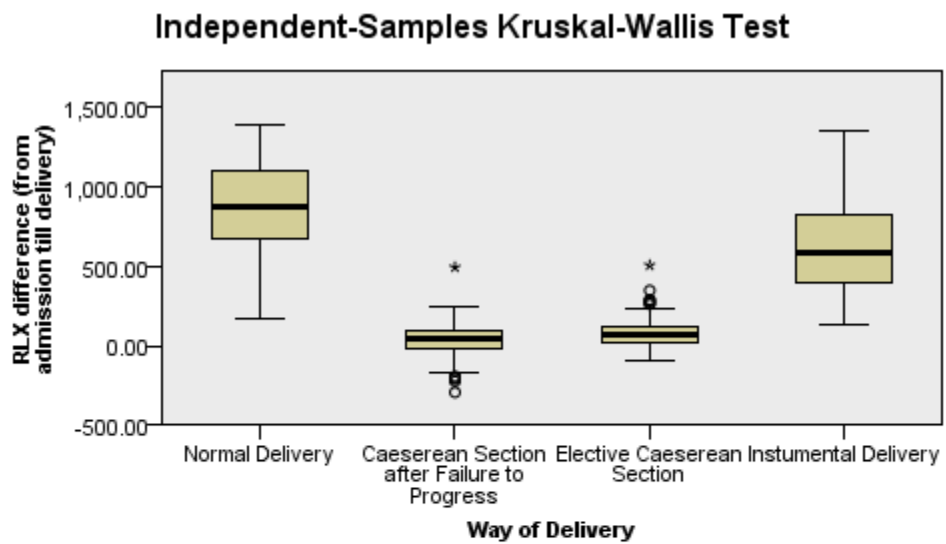 Independent-Samples Kruskal-Wallis Test
RLX difference (from
admission till delivery)
1,500.00
1,000.00
500.00
0.00
-500.00
Normal Delivery
Caeserean Section
after Failure to
Progress
Elective Caeserean
Section
Instumental Delivery
Way of Delivery